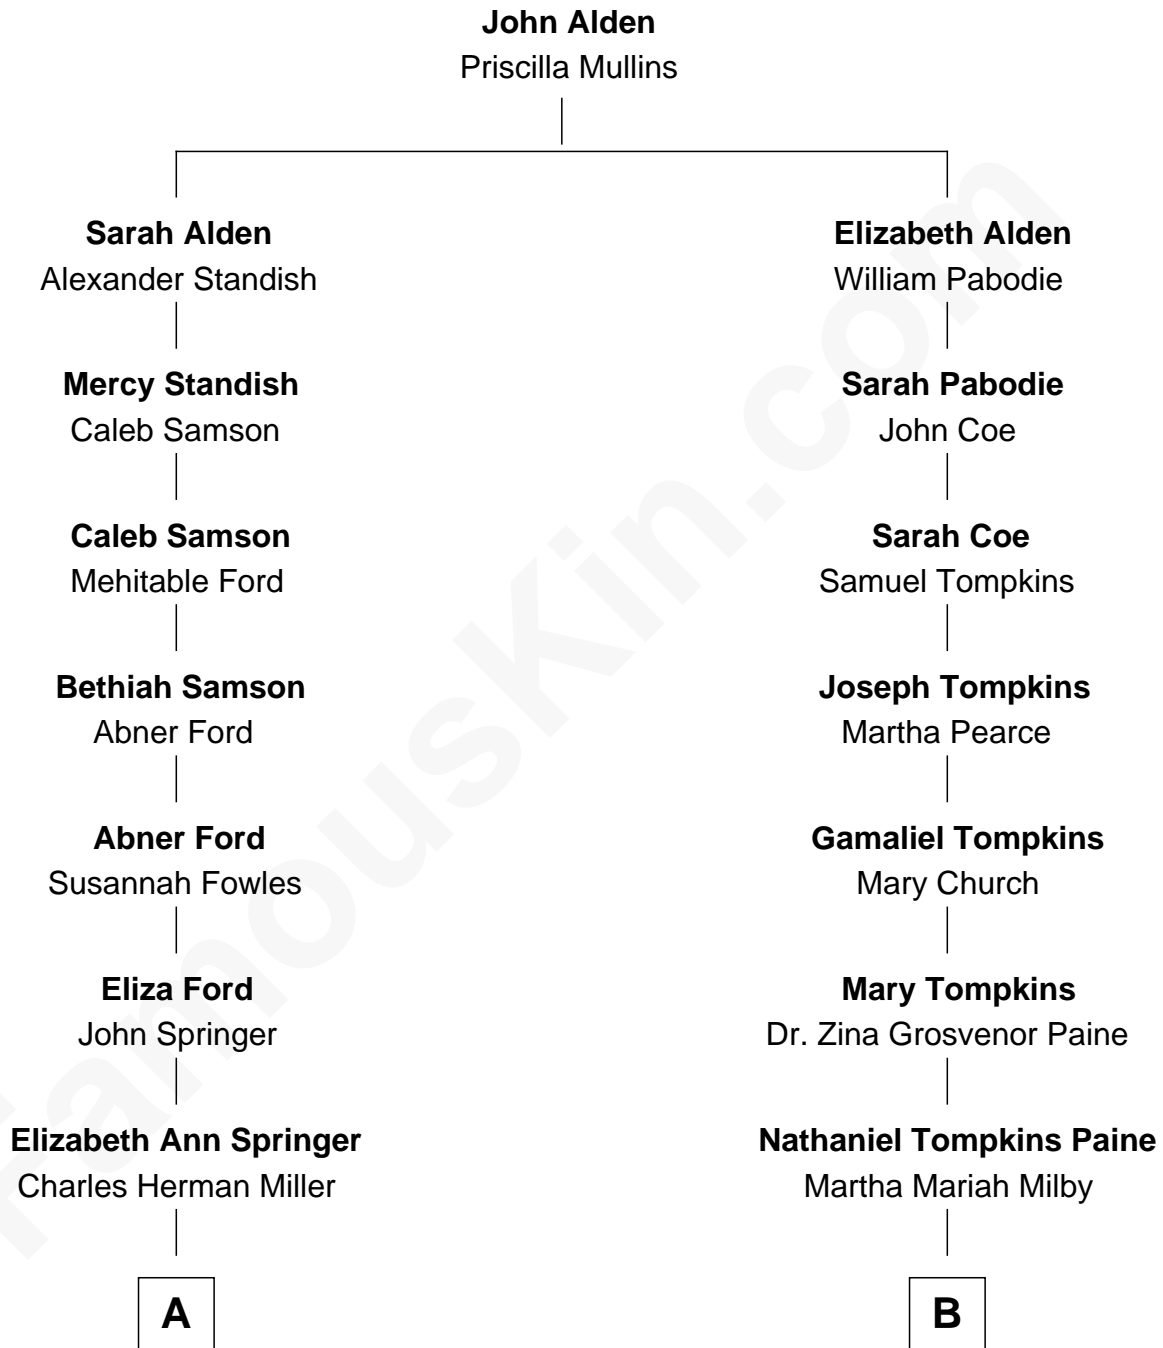 John Alden
Priscilla Mullins
Sarah Alden
Alexander Standish
Mercy Standish
Caleb Samson
Caleb Samson
Mehitable Ford
Bethiah Samson
Abner Ford
Abner Ford
Susannah Fowles
Eliza Ford
John Springer
Elizabeth Ann Springer
Charles Herman Miller
A
Elizabeth Alden
William Pabodie
Sarah Pabodie
John Coe
Sarah Coe
Samuel Tompkins
Joseph Tompkins
Martha Pearce
Gamaliel Tompkins
Mary Church
Mary Tompkins
Dr. Zina Grosvenor Paine
Nathaniel Tompkins Paine
Martha Mariah Milby
B
FamousKin.com